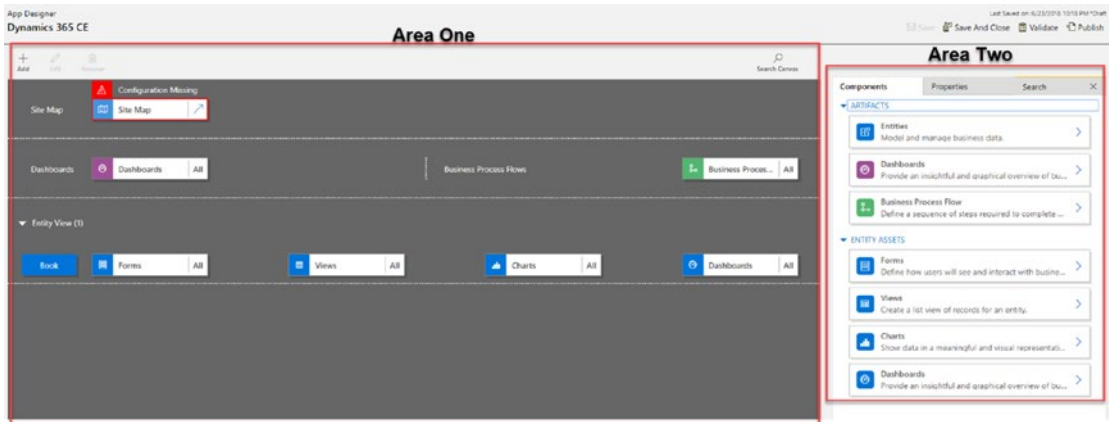 App Designer
Last Saved on :6/23/2018 10:18 PM *Draft
Dynamics 365 CE
Save
Save And Close
Validate
Publish
Area One
Area Two
Add
Edit
Remove
Search Canvas
Configuration Missing
Site Map
Site Map
Dashboards
Dashboards
All
Business Process Flows
Business Proces...
All
Entity View (1)
Book
Forms
All
Views
All
Charts
All
Dashboards
All
Components
Properties
Search
ARTIFACTS
Entities
Model and manage business data.
Dashboards
Provide an insightful and graphical overview of bu...
Business Process Flow
Define a sequence of steps required to complete ...
ENTITY ASSETS
Forms
Define how users will see and interact with busine...
Views
Create a list view of records for an entity.
Charts
Show data in a meaningful and visual representati...
Dashboards
Provide an insightful and graphical overview of bu...